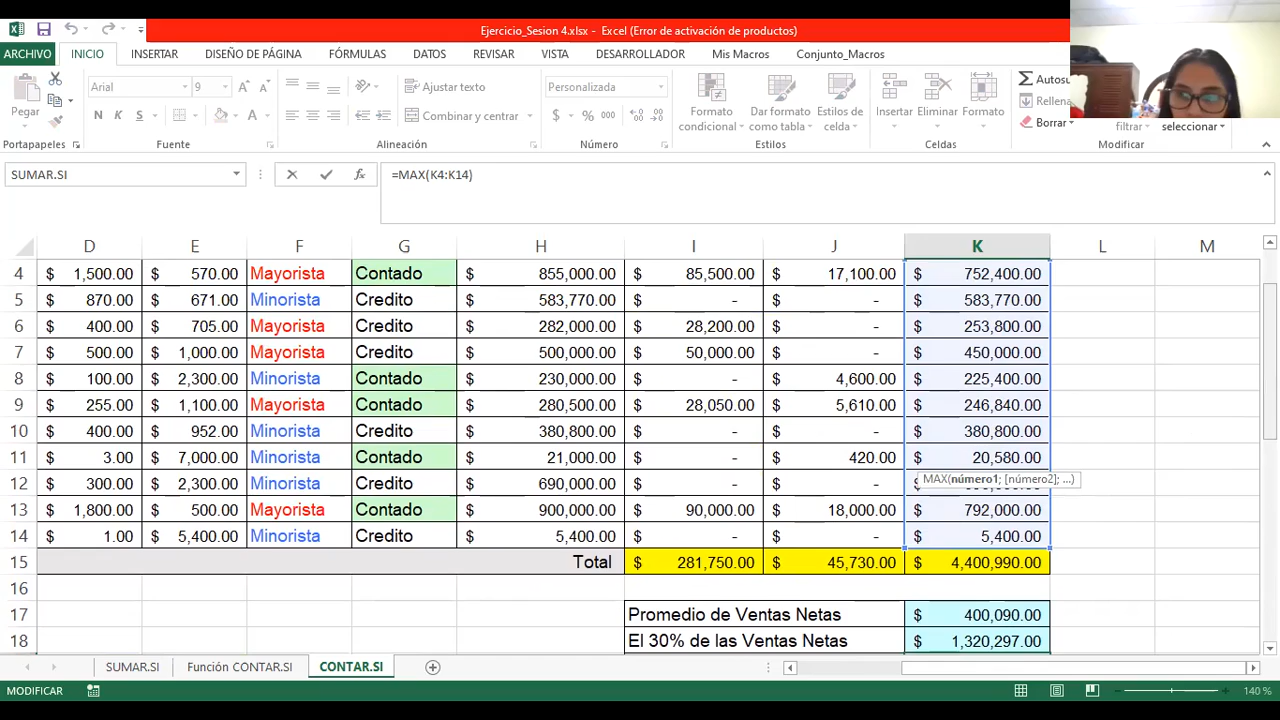 Ejercicio_Sesion 4.xlsx - Excel (Error de activación de productos)
ARCHIVO INICIO INSERTAR DISEÑO DE PÁGINA FÓRMULAS DATOS REVISAR VISTA DESARROLLADOR Mis Macros Conjunto_Macros
Pegar
Arial
N K S
Ajustar texto
Combinar y centrar
Personalizada
$ % 000
Formato condicional
Dar formato como tabla
Estilos de celda
Insertar Eliminar Formato
Σ Autosu
Rellena
Borrar
filtrar seleccionar
Portapapeles Fuente Alineación Número Estilos Celdas Modificar
SUMAR.SI fx =MAX(K4:K14)
D E F G H I J K L M
4 $ 1,500.00 $ 570.00 Mayorista Contado $ 855,000.00 $ 85,500.00 $ 17,100.00 $ 752,400.00
5 $ 870.00 $ 671.00 Minorista Credito $ 583,770.00 $ - $ - $ 583,770.00
6 $ 400.00 $ 705.00 Mayorista Credito $ 282,000.00 $ 28,200.00 $ - $ 253,800.00
7 $ 500.00 $ 1,000.00 Mayorista Credito $ 500,000.00 $ 50,000.00 $ - $ 450,000.00
8 $ 100.00 $ 2,300.00 Minorista Contado $ 230,000.00 $ - $ 4,600.00 $ 225,400.00
9 $ 255.00 $ 1,100.00 Mayorista Contado $ 280,500.00 $ 28,050.00 $ 5,610.00 $ 246,840.00
10 $ 400.00 $ 952.00 Minorista Credito $ 380,800.00 $ - $ - $ 380,800.00
11 $ 3.00 $ 7,000.00 Minorista Contado $ 21,000.00 $ - $ 420.00 $ 20,580.00
12 $ 300.00 $ 2,300.00 Minorista Credito $ 690,000.00 $ - $ -
MAX(número1; [número2]; ...)
13 $ 1,800.00 $ 500.00 Mayorista Contado $ 900,000.00 $ 90,000.00 $ 18,000.00 $ 792,000.00
14 $ 1.00 $ 5,400.00 Minorista Credito $ 5,400.00 $ - $ - $ 5,400.00
15 Total $ 281,750.00 $ 45,730.00 $ 4,400,990.00
16
17 Promedio de Ventas Netas $ 400,090.00
18 El 30% de las Ventas Netas $ 1,320,297.00
SUMAR.SI Función CONTAR.SI CONTAR.SI
MODIFICAR 140 %